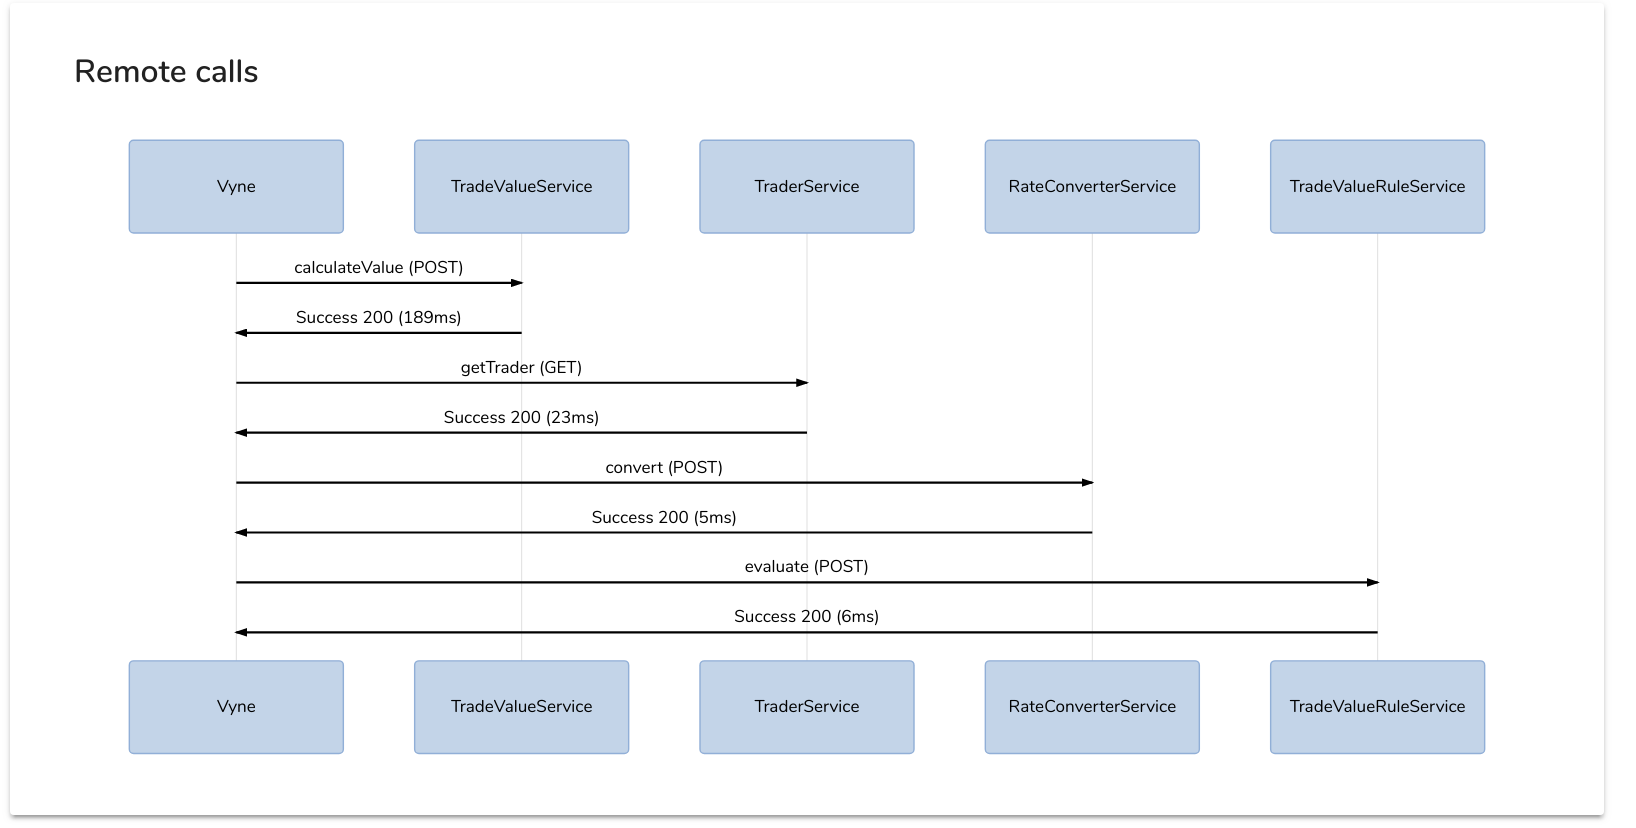 Remote calls
Vyne
TradeValueService
TraderService
RateConverterService
TradeValueRuleService
calculateValue (POST)
Success 200 (189ms)
getTrader (GET)
Success 200 (23ms)
convert (POST)
Success 200 (5ms)
evaluate (POST)
Success 200 (6ms)
Vyne
TradeValueService
TraderService
RateConverterService
TradeValueRuleService